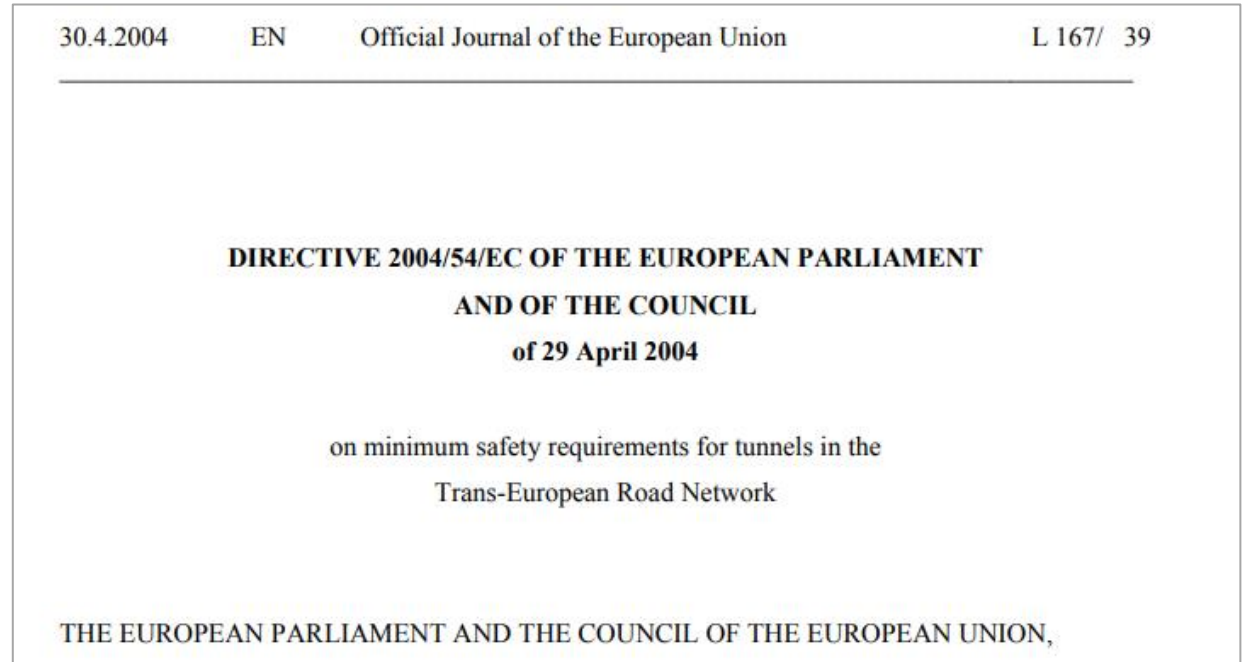 30.4.2004 EN Official Journal of the European Union L 167/ 39
DIRECTIVE 2004/54/EC OF THE EUROPEAN PARLIAMENT
AND OF THE COUNCIL
of 29 April 2004
on minimum safety requirements for tunnels in the
Trans-European Road Network
THE EUROPEAN PARLIAMENT AND THE COUNCIL OF THE EUROPEAN UNION,